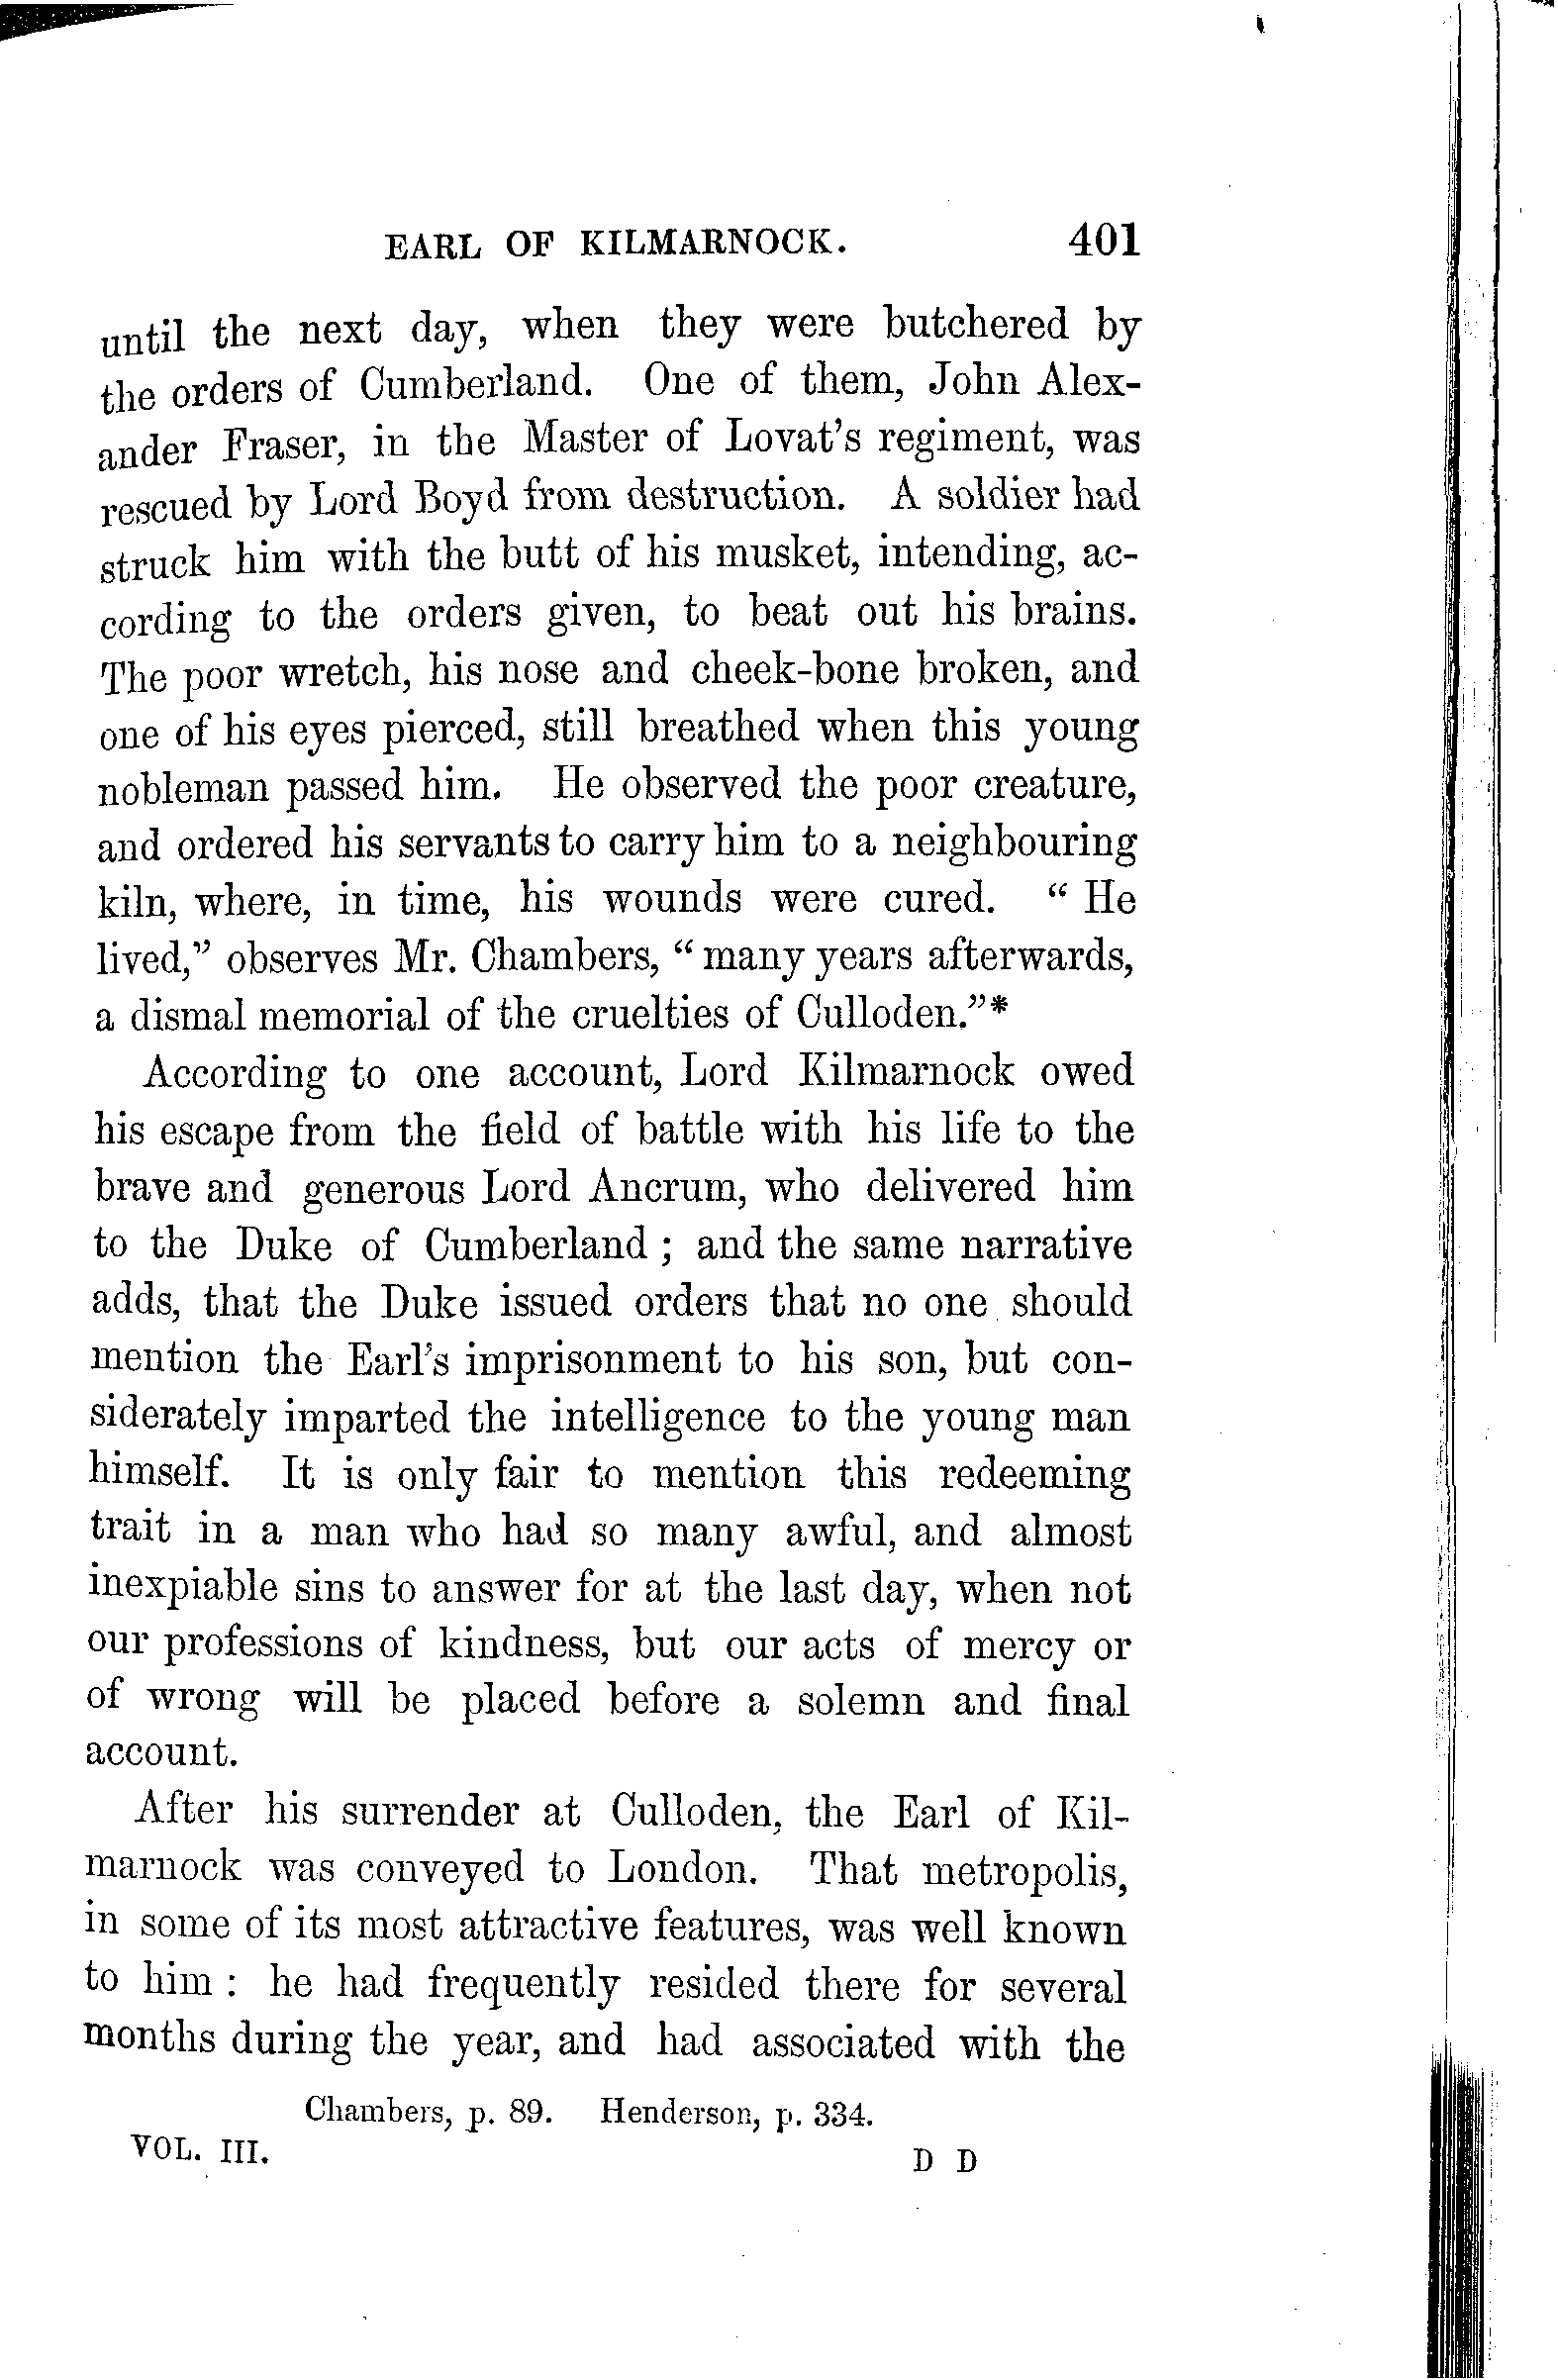 EARL OF KILMARNOCK. 401
until the next day, when they were butchered by
the orders of Cumberland. One of them, John Alex-
ander Fraser, in the Master of Lovat's regiment, was
rescued by Lord Boyd from destruction. A soldier had
struck him with the butt of his musket, intending, ac-
cording to the orders given, to beat out his brains.
The poor wretch, his nose and cheek-bone broken, and
one of his eyes pierced, still breathed when this young
nobleman passed him. He observed the poor creature,
and ordered his servants to carry him to a neighbouring
kiln, where, in time, his wounds were cured. “ He
lived,” observes Mr. Chambers, “ many years afterwards,
a dismal memorial of the cruelties of Culloden.”*
According to one account, Lord Kilmarnock owed
his escape from the field of battle with his life to the
brave and generous Lord Ancrum, who delivered him
to the Duke of Cumberland ; and the same narrative
adds, that the Duke issued orders that no one should
mention the Earl's imprisonment to his son, but con-
siderately imparted the intelligence to the young man
himself. It is only fair to mention this redeeming
trait in a man who had so many awful, and almost
inexpiable sins to answer for at the last day, when not
our professions of kindness, but our acts of mercy or
of wrong will be placed before a solemn and final
account.
After his surrender at Culloden, the Earl of Kil-
marnock was conveyed to London. That metropolis,
in some of its most attractive features, was well known
to him : he had frequently resided there for several
months during the year, and had associated with the
Chambers, p. 89. Henderson, p. 334.
VOL. III. D D